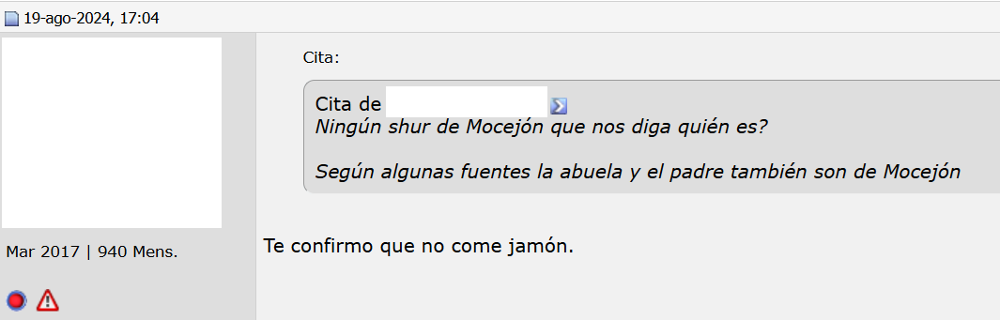 19-ago-2024, 17:04
Cita:
Cita de
Ningún shur de Mocejón que nos diga quién es?
Según algunas fuentes la abuela y el padre también son de Mocejón
Te confirmo que no come jamón.
Mar 2017 | 940 Mens.